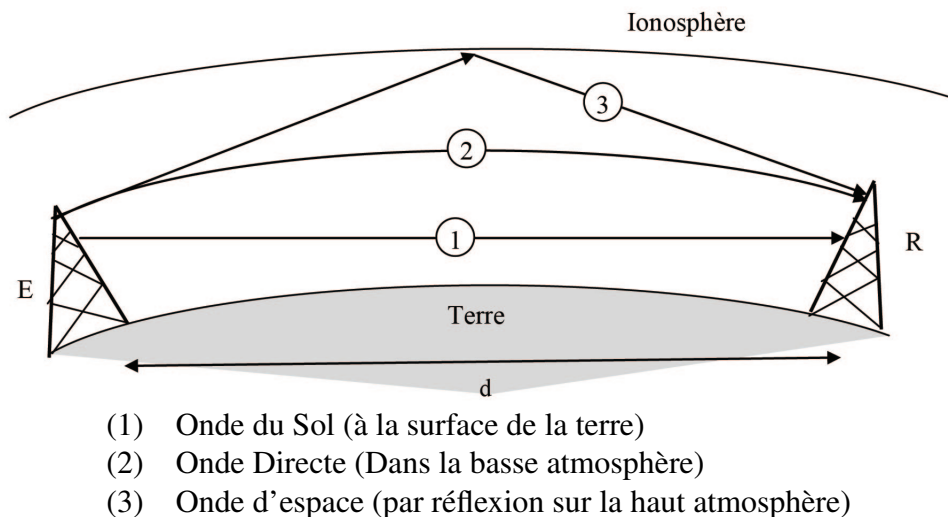 Ionosphère
3
2
1
E
R
Terre
d
(1) Onde du Sol (à la surface de la terre)
(2) Onde Directe (Dans la basse atmosphère)
(3) Onde d'espace (par réflexion sur la haut atmosphère)